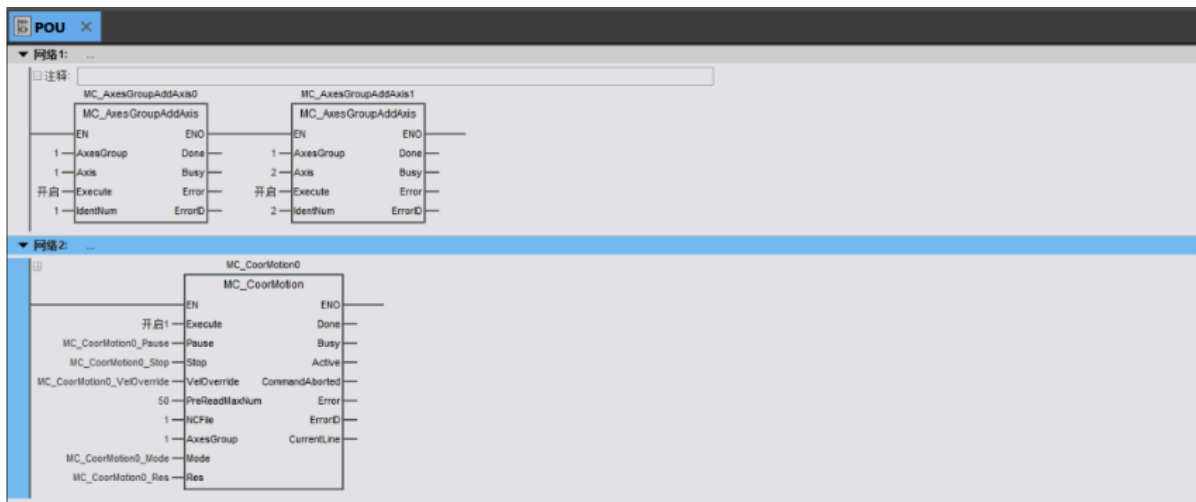 POU ×
网络1: ...
注释:
MC_AxesGroupAddAxis0 MC_AxesGroupAddAxis1
MC_AxesGroupAddAxis MC_AxesGroupAddAxis
EN ENO EN ENO
1 AxesGroup Done 1 AxesGroup Done
1 Axis Busy 2 Axis Busy
开启 Execute Error 开启 Execute Error
1 IdentNum ErrorID 2 IdentNum ErrorID
网络2: ...
MC_CoorMotion0
MC_CoorMotion
EN ENO
开启1 Execute Done
MC_CoorMotion0_Pause Pause Busy
MC_CoorMotion0_Stop Stop Active
MC_CoorMotion0_VelOverride VelOverride CommandAborted
50 PreReadMaxNum Error
1 NCFile ErrorID
1 AxesGroup CurrentLine
MC_CoorMotion0_Mode Mode
MC_CoorMotion0_Res Res